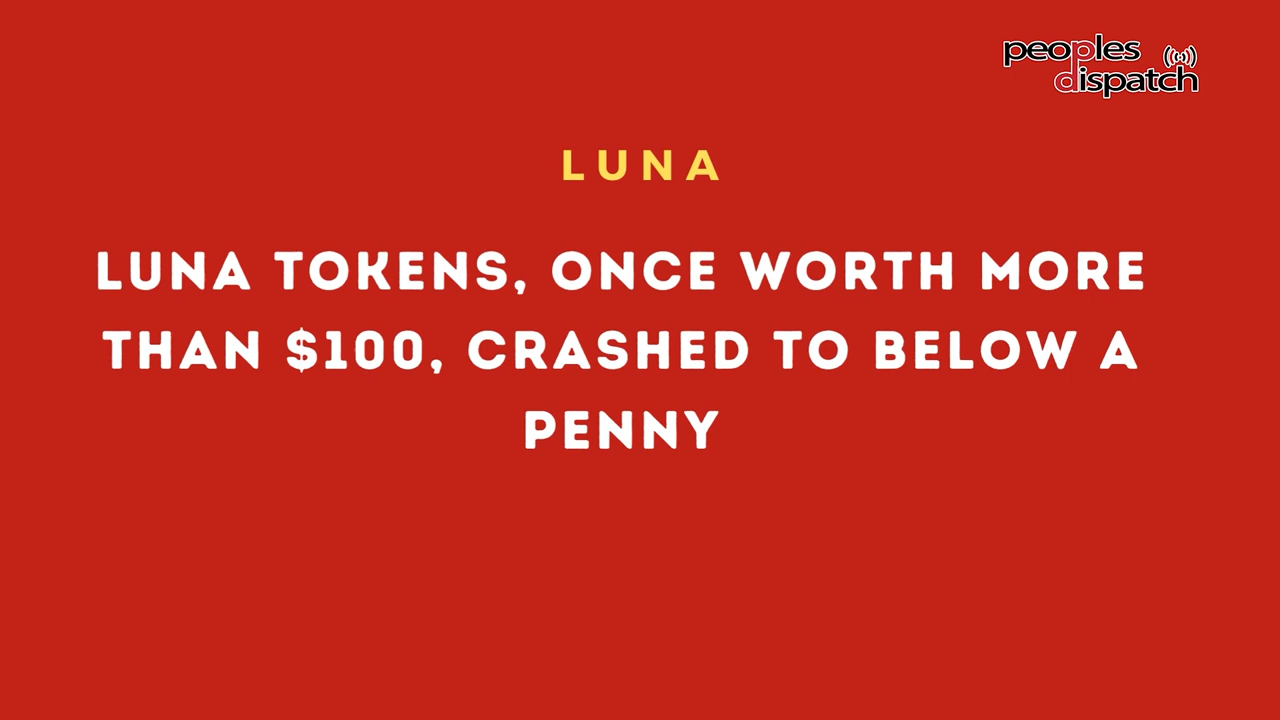 peoples
dispatch
LUNA
LUNA TOKENS, ONCE WORTH MORE
THAN $100, CRASHED TO BELOW A
PENNY